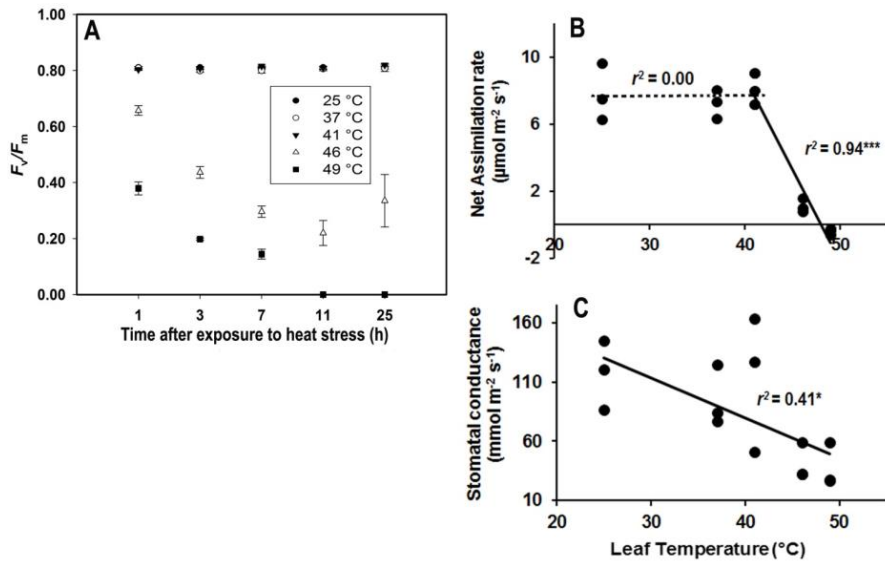 A
1.00
0.80
0.60
0.40
0.20
0.00
Fv/Fm
25 °C
37 °C
41 °C
46 °C
49 °C
1 3 7 11 25
Time after exposure to heat stress (h)
B
10
6
2
-2
Net Assimilation rate
(µmol m-2 s-1)
r2 = 0.00
r2 = 0.94***
20 30 40 50
C
160
110
60
10
Stomatal conductance
(mmol m-2 s-1)
r2 = 0.41*
20 30 40 50
Leaf Temperature (°C)